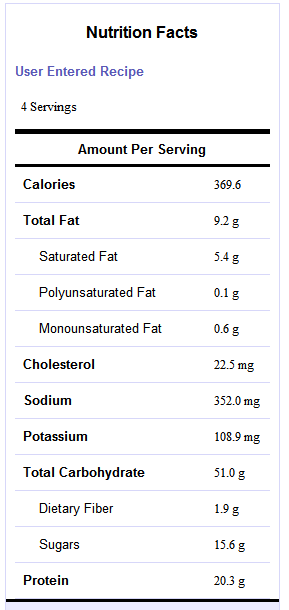 Nutrition Facts
User Entered Recipe
4 Servings
Amount Per Serving
Calories 369.6
Total Fat 9.2 g
Saturated Fat 5.4 g
Polyunsaturated Fat 0.1 g
Monounsaturated Fat 0.6 g
Cholesterol 22.5 mg
Sodium 352.0 mg
Potassium 108.9 mg
Total Carbohydrate 51.0 g
Dietary Fiber 1.9 g
Sugars 15.6 g
Protein 20.3 g